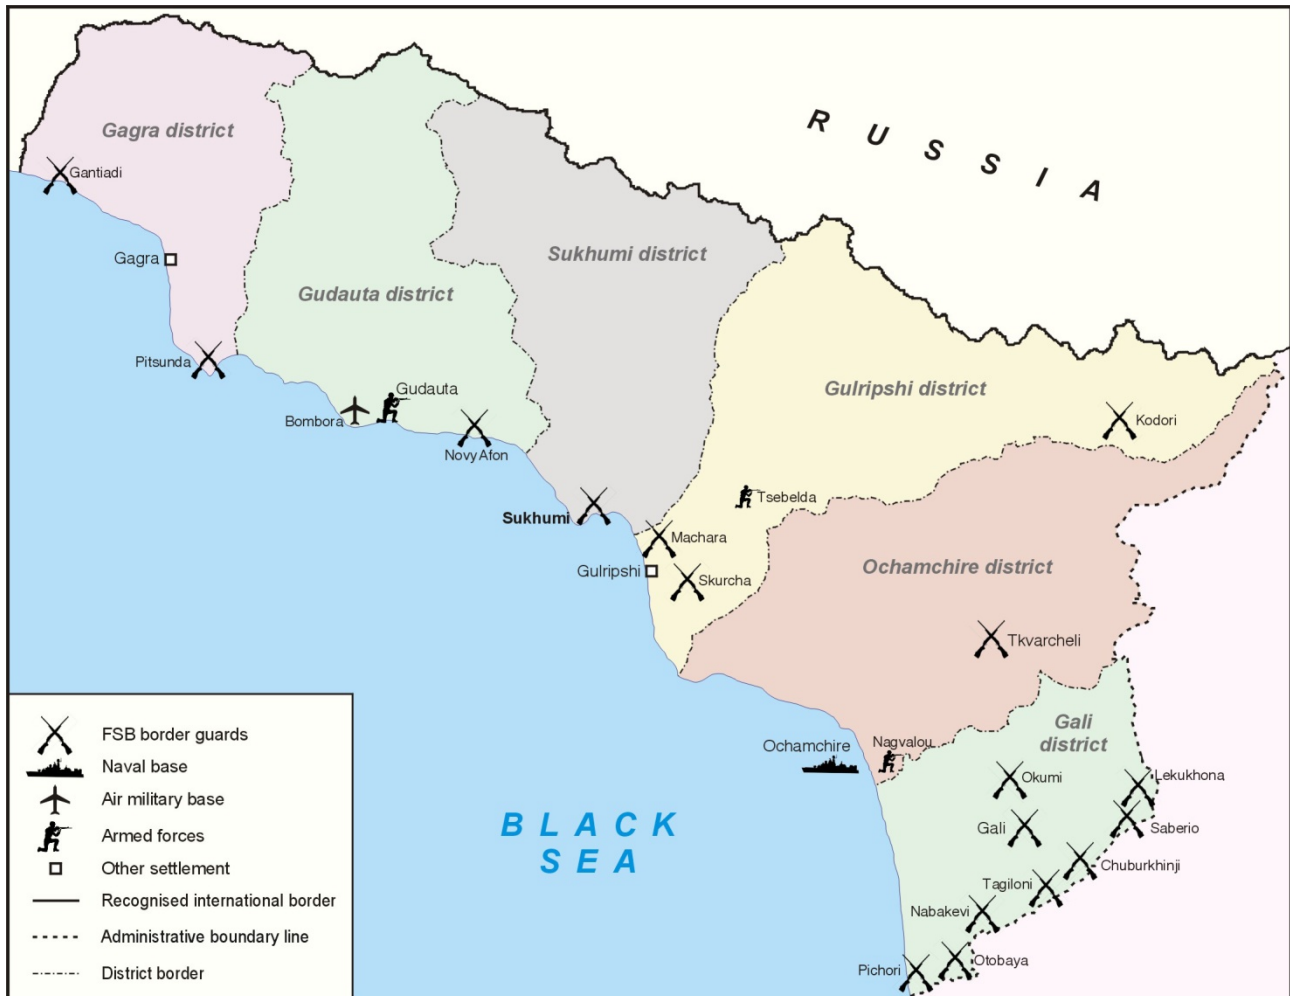 RUSSIA
Gagra district
Gantiadi
Gagra
Pitsunda
Gudauta district
Bombora
Gudauta
Novy Afon
Sukhumi district
Sukhumi
Gulripshi district
Kodori
Tsebelda
Machara
Gulripshi
Skurcha
Ochamchire district
Tkvarcheli
Ochamchire
Nagvalou
Gali
district
Okumi
Lekukhona
Gali
Saberio
Chuburkhinji
Tagiloni
Nabakevi
Otobaya
Pichori
BLACK
SEA
FSB border guards
Naval base
Air military base
Armed forces
Other settlement
Recognised international border
Administrative boundary line
District border